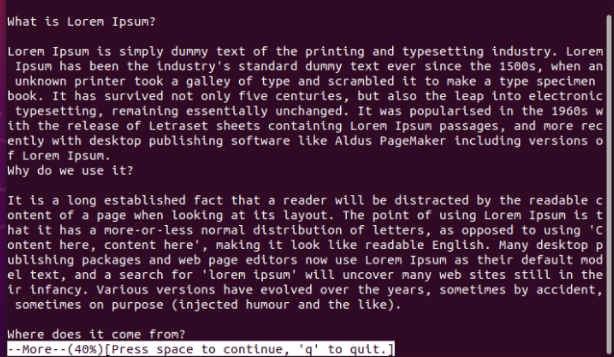 What is Lorem Ipsum?
Lorem Ipsum is simply dummy text of the printing and typesetting industry. Lorem
 Ipsum has been the industry's standard dummy text ever since the 1500s, when an
 unknown printer took a galley of type and scrambled it to make a type specimen
book. It has survived not only five centuries, but also the leap into electronic
 typesetting, remaining essentially unchanged. It was popularised in the 1960s w
ith the release of Letraset sheets containing Lorem Ipsum passages, and more rec
ently with desktop publishing software like Aldus PageMaker including versions o
f Lorem Ipsum.
Why do we use it?
It is a long established fact that a reader will be distracted by the readable c
ontent of a page when looking at its layout. The point of using Lorem Ipsum is t
hat it has a more-or-less normal distribution of letters, as opposed to using 'C
ontent here, content here', making it look like readable English. Many desktop p
ublishing packages and web page editors now use Lorem Ipsum as their default mod
el text, and a search for 'lorem ipsum' will uncover many web sites still in the
ir infancy. Various versions have evolved over the years, sometimes by accident,
 sometimes on purpose (injected humour and the like).
Where does it come from?
--More--(40%)[Press space to continue, 'q' to quit.]